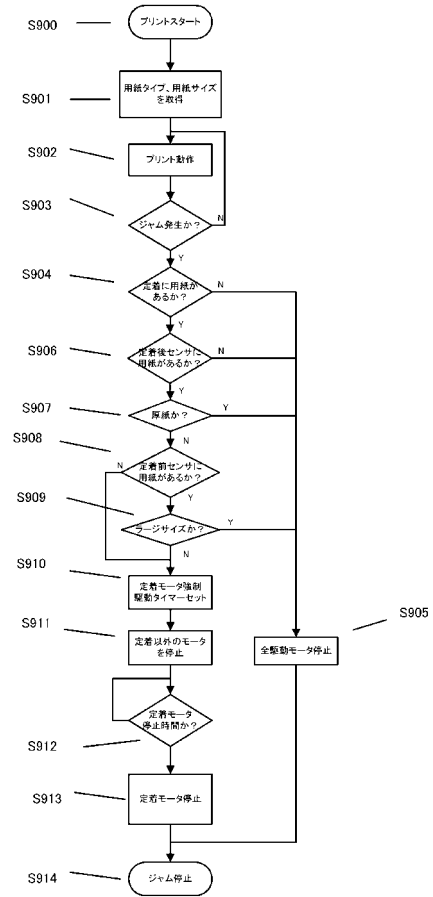 S900
プリントスタート
S901
用紙タイプ、用紙サイズ
を取得
S902
プリント動作
S903
ジャム発生か？
N
Y
S904
定着に用紙が
あるか？
N
Y
S906
定着後センサに
用紙があるか？
N
Y
S907
原紙か？
Y
N
S908
定着前センサに
用紙があるか？
N
Y
S909
ラージサイズか？
Y
N
S910
定着モータ強制
駆動タイマーセット
S911
定着以外のモータ
を停止
S905
全駆動モータ停止
S912
定着モータ
停止時間か？
S913
定着モータ停止
S914
ジャム停止